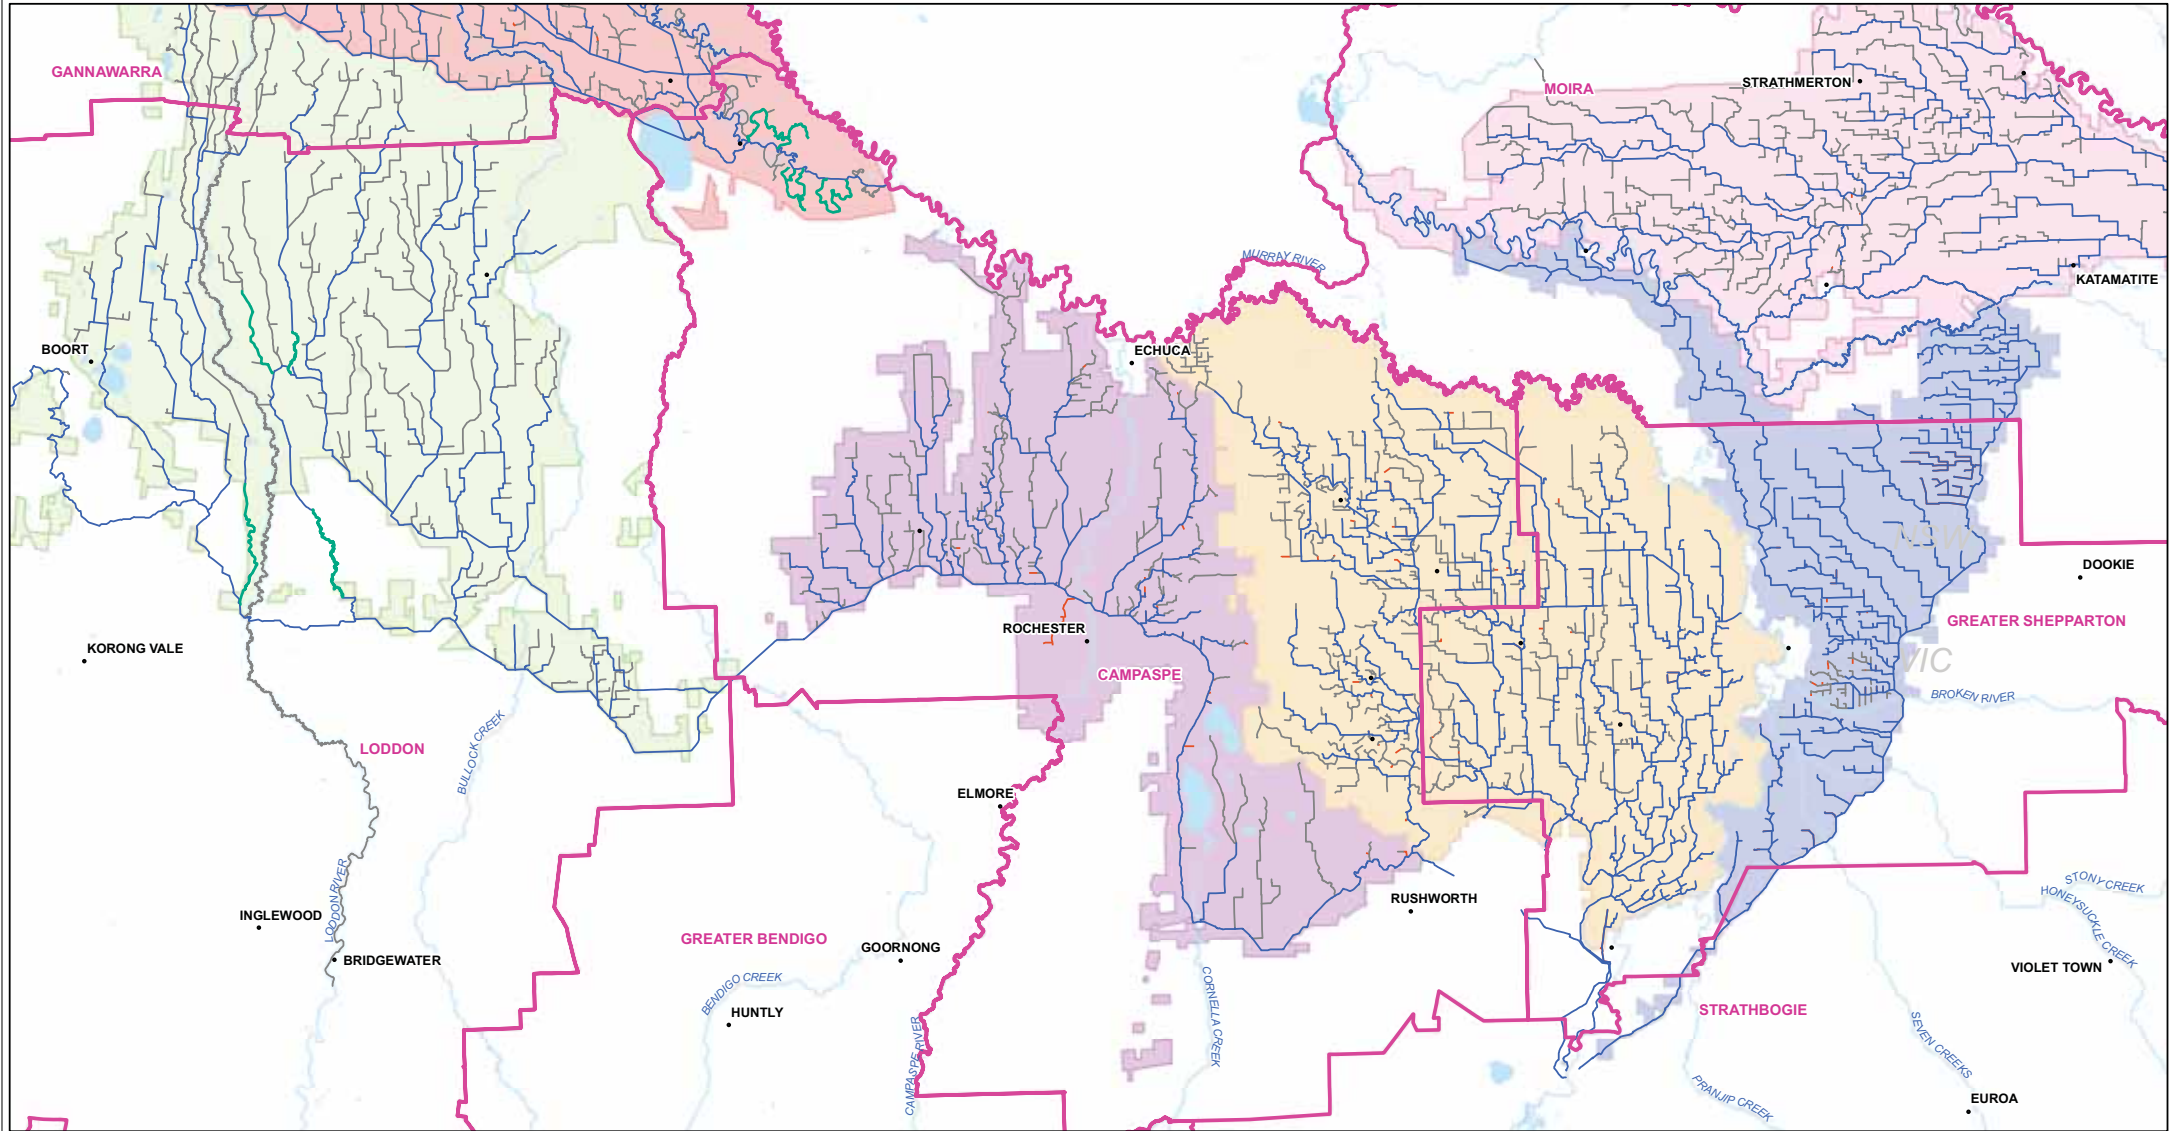 GANNAWARRA
MOIRA
STRATHMERTON
MURRAY RIVER
KATAMATITE
BOORT
ECHUCA
NSW
DOOKIE
ROCHESTER
GREATER SHEPPARTON
KORONG VALE
VIC
CAMPASPE
BROKEN RIVER
LODDON
BULLOCK CREEK
ELMORE
LODDON RIVER
STONY CREEK
HONEYSUCKLE CREEK
RUSHWORTH
INGLEWOOD
GREATER BENDIGO
GOORNONG
BRIDGEWATER
VIOLET TOWN
BENDIGO CREEK
CORNELLA CREEK
HUNTLY
STRATHBOGIE
CAMPASPE RIVER
SEVEN CREEKS
PRANJIP CREEK
EUROA